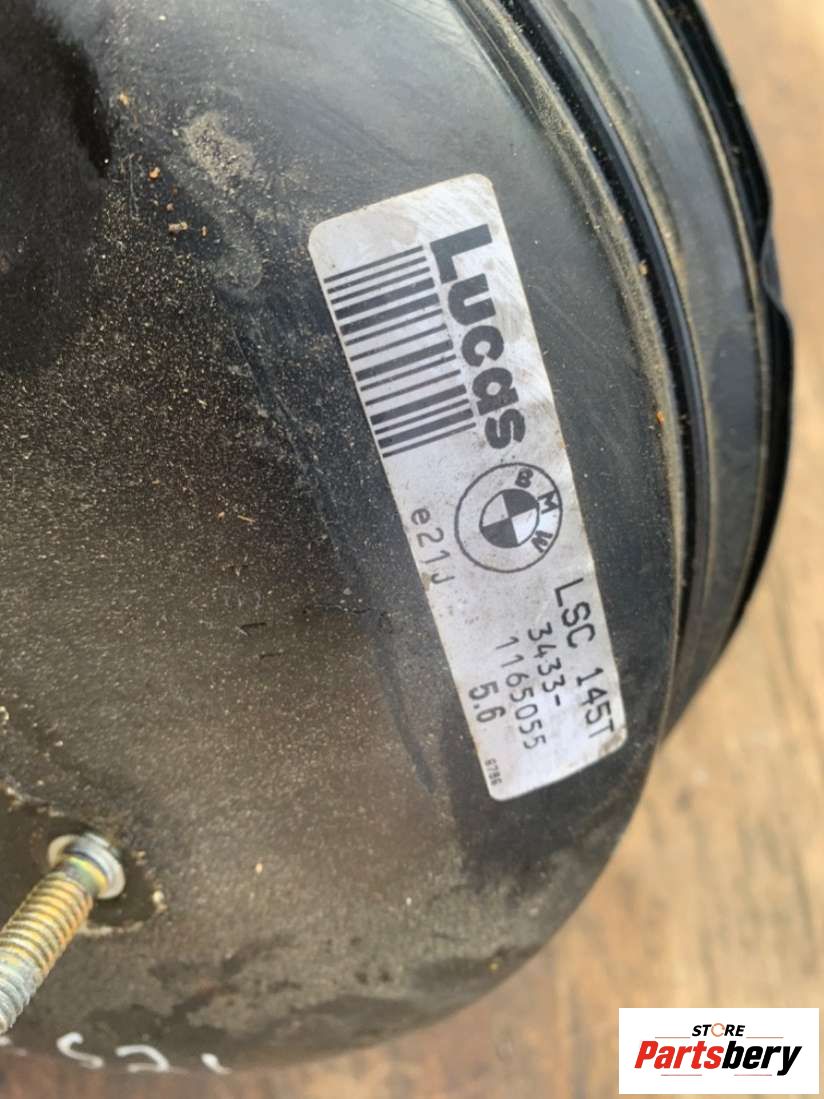 Lucas
BMW
e21J
LSC 145T
3433-
1165055
5.6
STORE
Partsbery